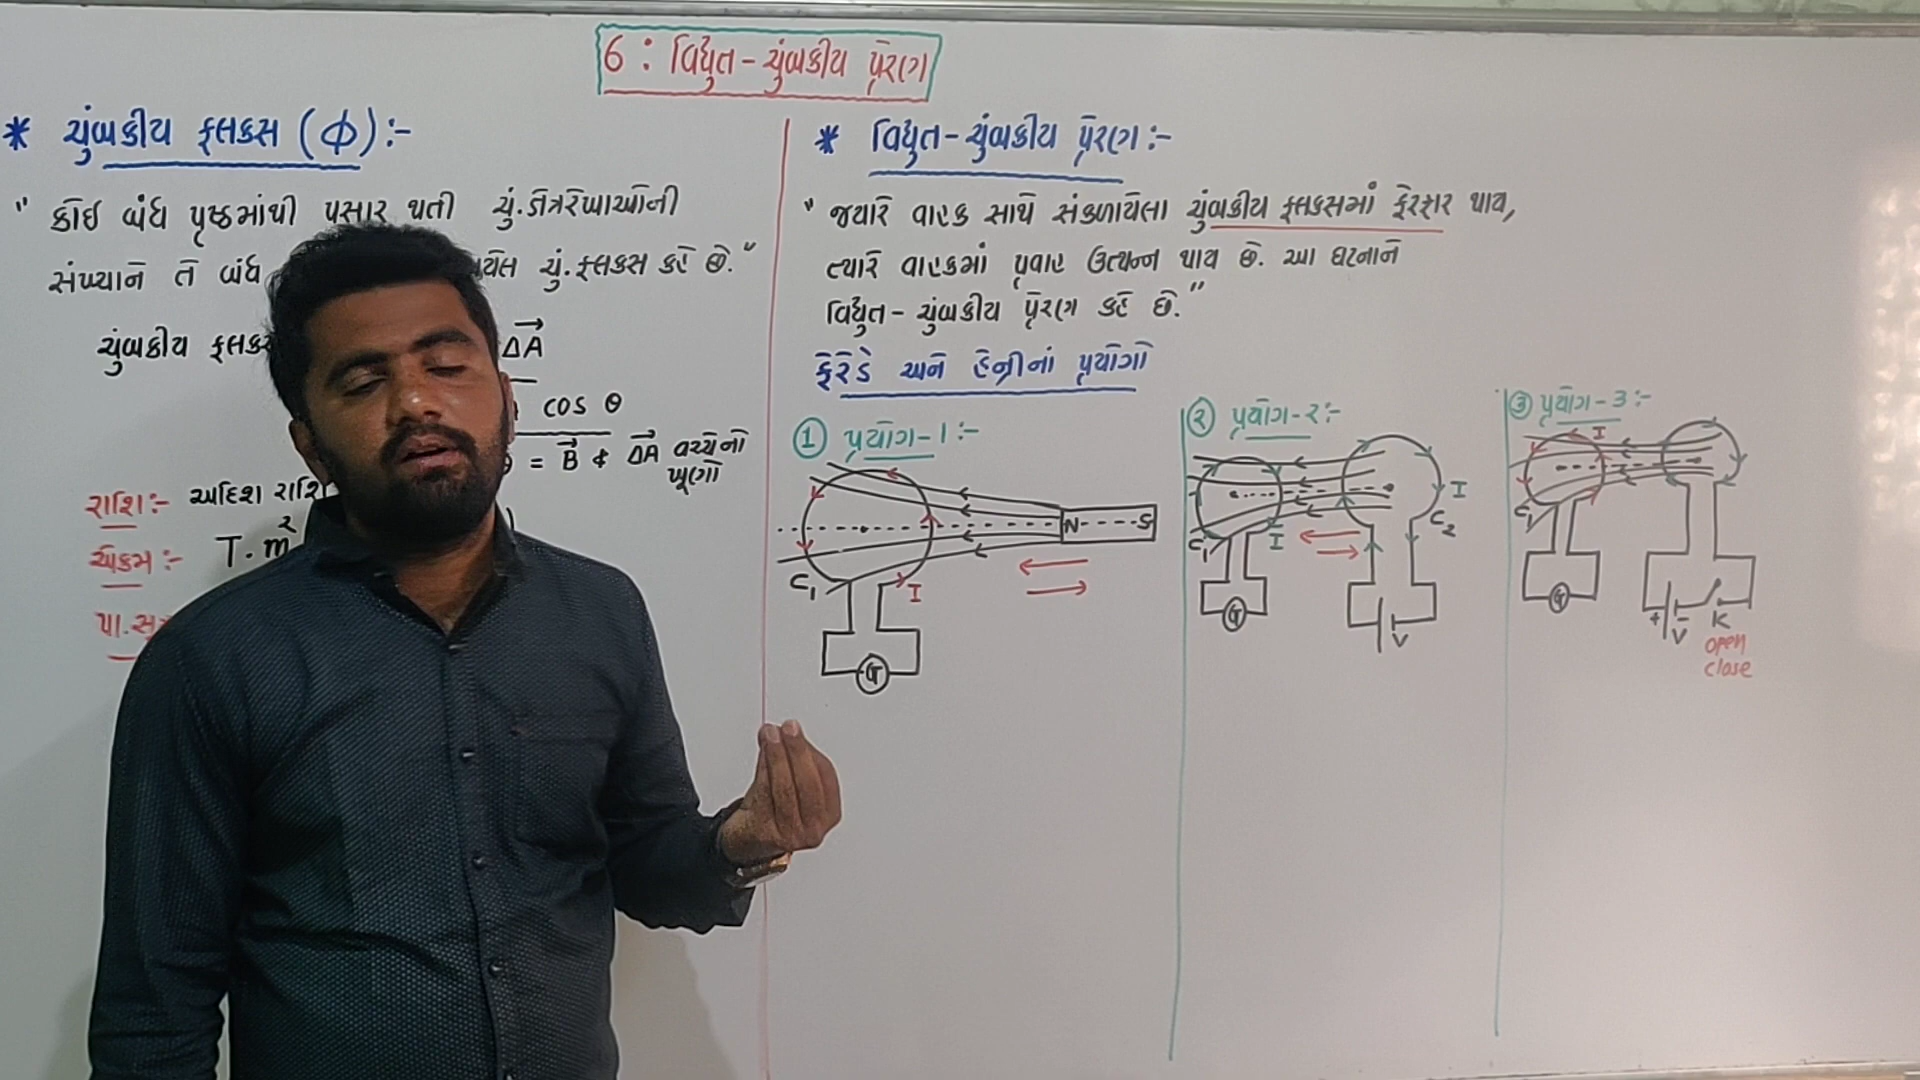 6 : વિદ્યુત-ચુંબકીય પ્રેરણ
* ચુંબકીય ફ્લક્સ (ϕ):-
" કોઈ બંધ પૃષ્ઠમાંથી પસાર થતી ચું.ક્ષેત્રરેખાઓની
સંખ્યાને તે બંધ ચું.ફ્લક્સ કહે છે."
ચુંબકીય ફ્લક્સ ΔA
cos θ
θ = B & ΔA વચ્ચેનો
ખૂણો
રાશિ:- અદિશ રાશિ
એકમ:- T.m²
પા.સૂ
* વિદ્યુત-ચુંબકીય પ્રેરણ:-
" જ્યારે વાહક સાથે સંકળાયેલા ચુંબકીય ફ્લક્સમાં ફેરફાર થાય,
ત્યારે વાહકમાં પ્રવાહ ઉત્પન્ન થાય છે. આ ઘટનાને
વિદ્યુત-ચુંબકીય પ્રેરણ કહે છે."
ફેરેડે અને હેન્રીનાં પ્રયોગો
① પ્રયોગ-1:-
N S
C₁ I
G
② પ્રયોગ-2:-
I
C₂
C₁ I
G
V
③ પ્રયોગ-3:-
I
C₁
G
+ - K
V
open
close